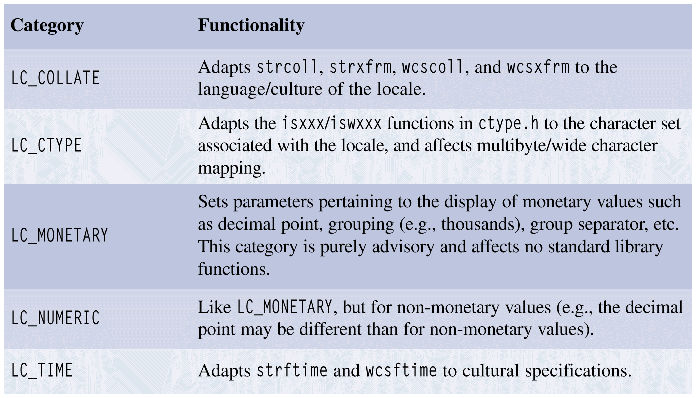 Category Functionality
LC_COLLATE Adapts strcoll, strxfrm, wcscoll, and wcsxfrm to the
language/culture of the locale.
Adapts the isxxx/iswxxx functions in ctype.h to the character set
LC_CTYPE associated with the locale, and affects multibyte/wide character
mapping.
Sets parameters pertaining to the display of monetary values such
as decimal point, grouping (e.g., thousands), group separator, etc.
LC_MONETARY This category is purely advisory and affects no standard library
functions.
LC_NUMERIC Like LC_MONETARY, but for non-monetary values (e.g., the decimal
point may be different than for non-monetary values).
LC_TIME Adapts strftime and wcsftime to cultural specifications.